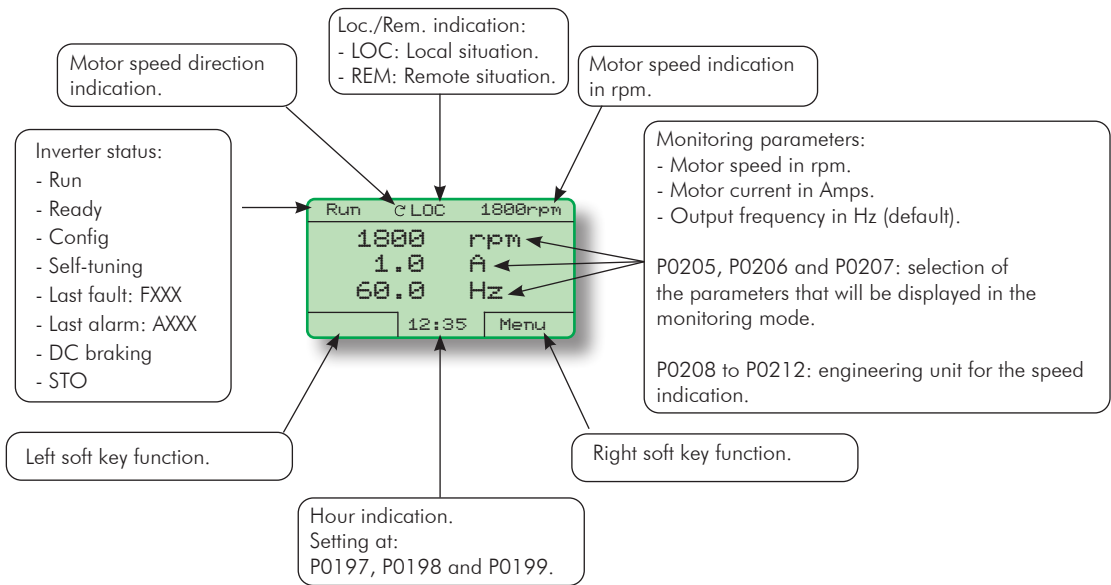 Loc./Rem. indication:
- LOC: Local situation.
- REM: Remote situation.
Motor speed direction
indication.
Motor speed indication
in rpm.
Inverter status:
- Run
- Ready
- Config
- Self-tuning
- Last fault: FXXX
- Last alarm: AXXX
- DC braking
- STO
Run LOC 1800rpm
1800 rpm
1.0 A
60.0 Hz
12:35 Menu
Monitoring parameters:
- Motor speed in rpm.
- Motor current in Amps.
- Output frequency in Hz (default).
P0205, P0206 and P0207: selection of
the parameters that will be displayed in the
monitoring mode.
P0208 to P0212: engineering unit for the speed
indication.
Left soft key function.
Right soft key function.
Hour indication.
Setting at:
P0197, P0198 and P0199.